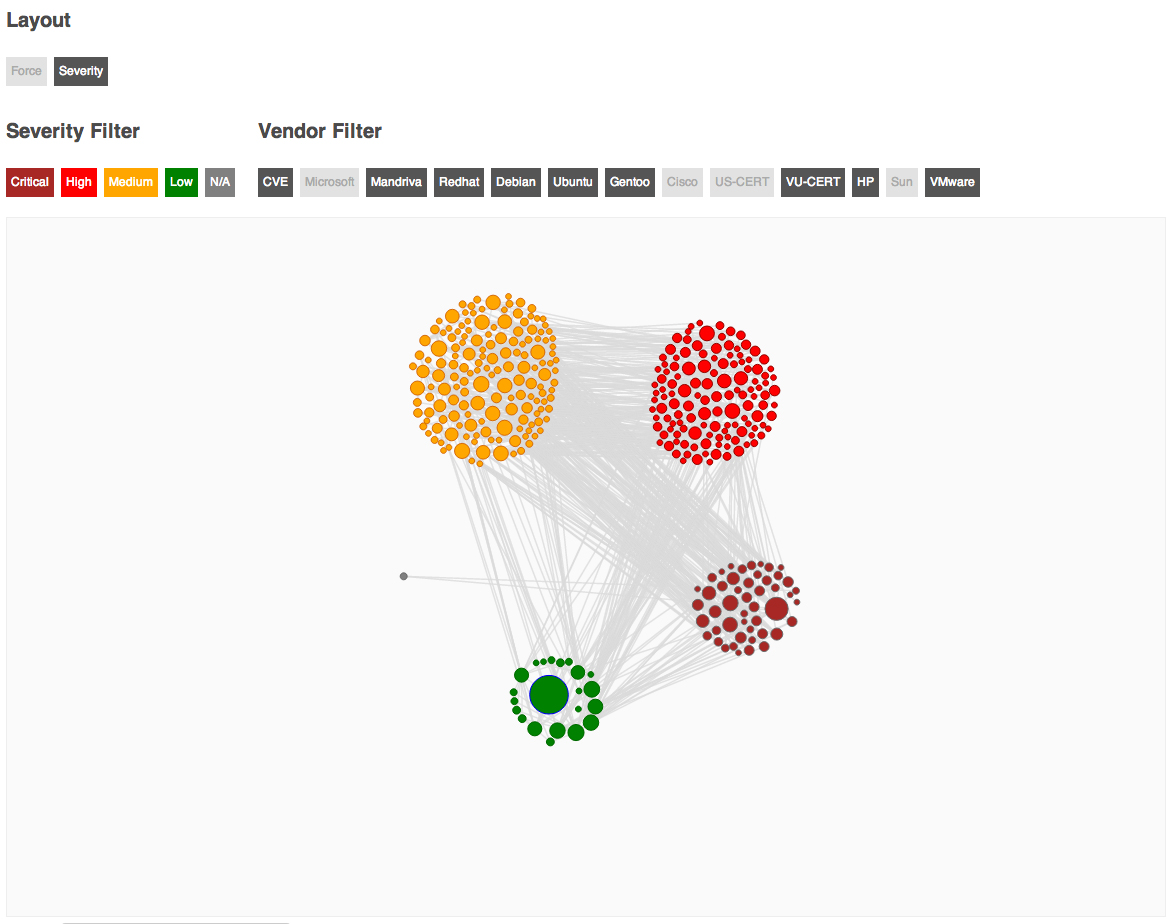 Layout
Force Severity
Severity Filter Vendor Filter
Critical High Medium Low N/A CVE Microsoft Mandriva Redhat Debian Ubuntu Gentoo Cisco US-CERT VU-CERT HP Sun VMware